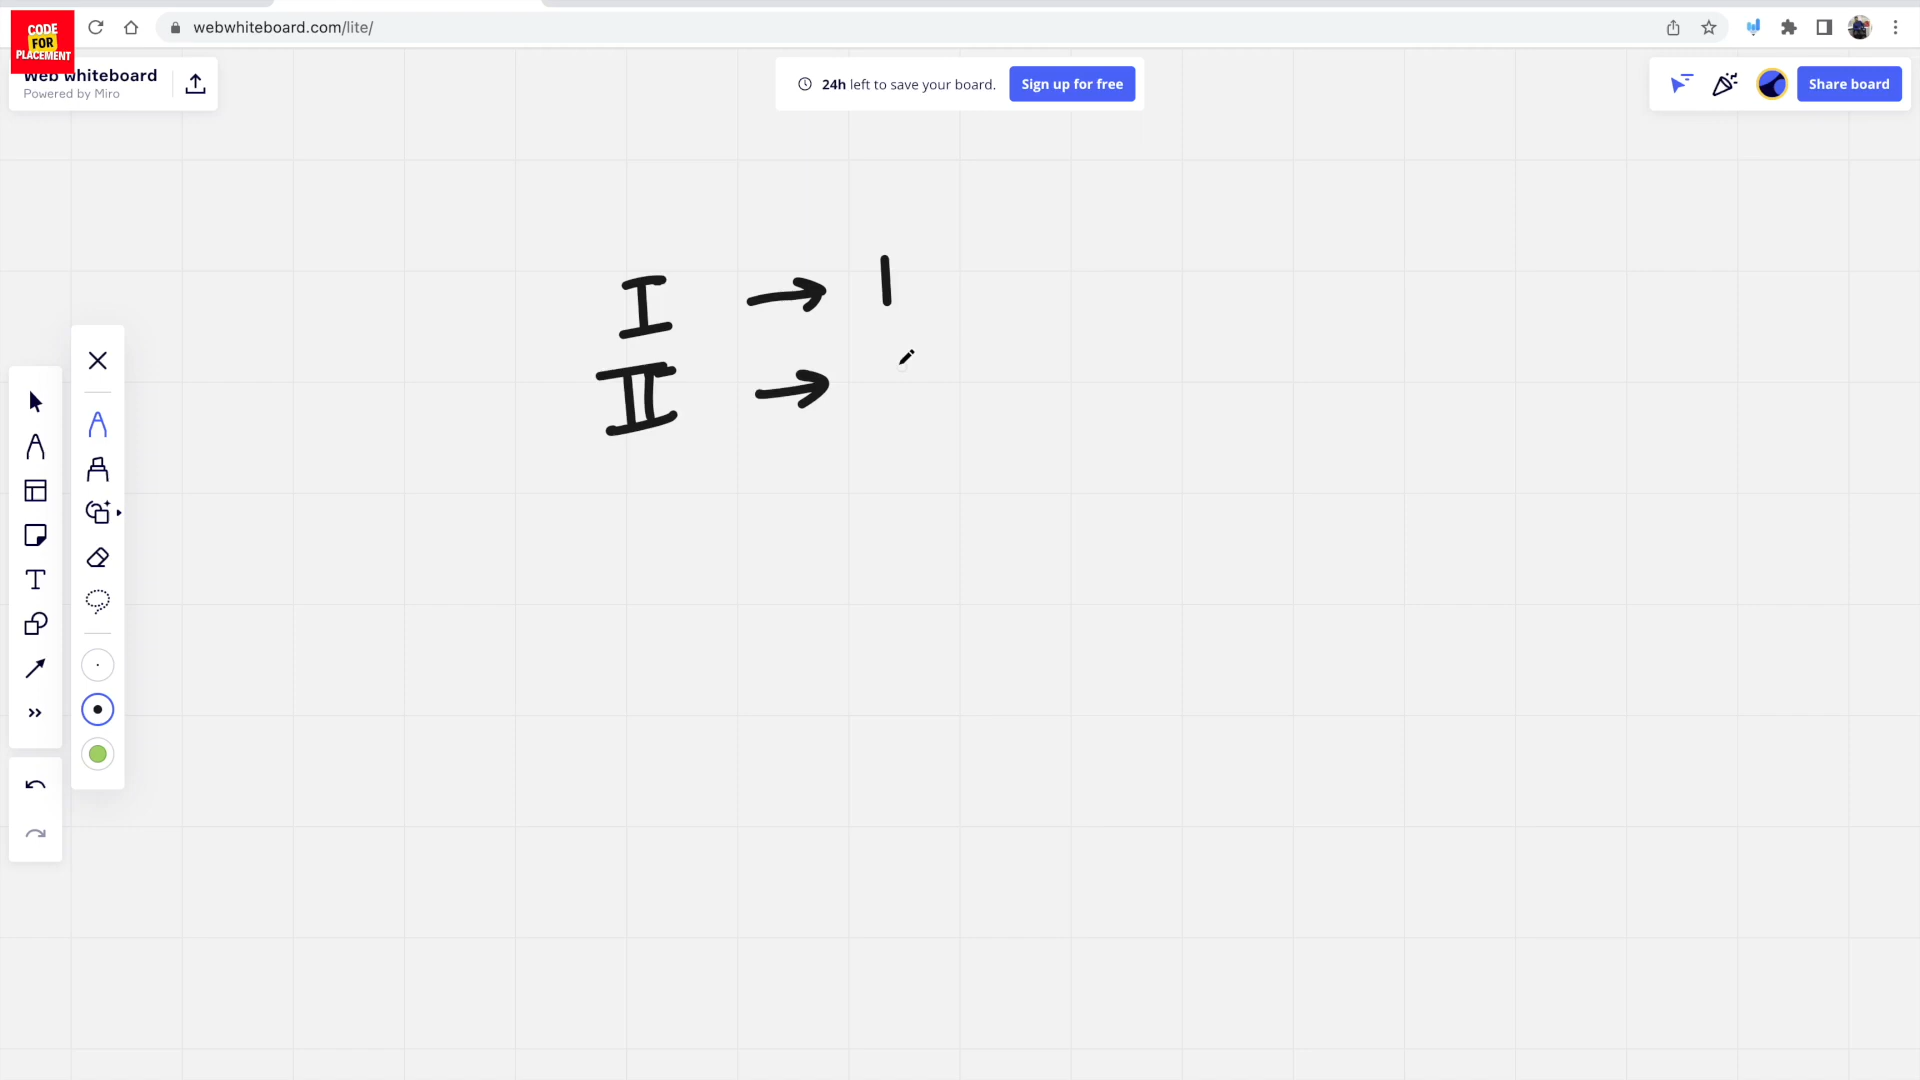 CODE
FOR
PLACEMENT
webwhiteboard.com/lite/
Web whiteboard
Powered by Miro
24h left to save your board.
Sign up for free
Share board
I → 1
II →